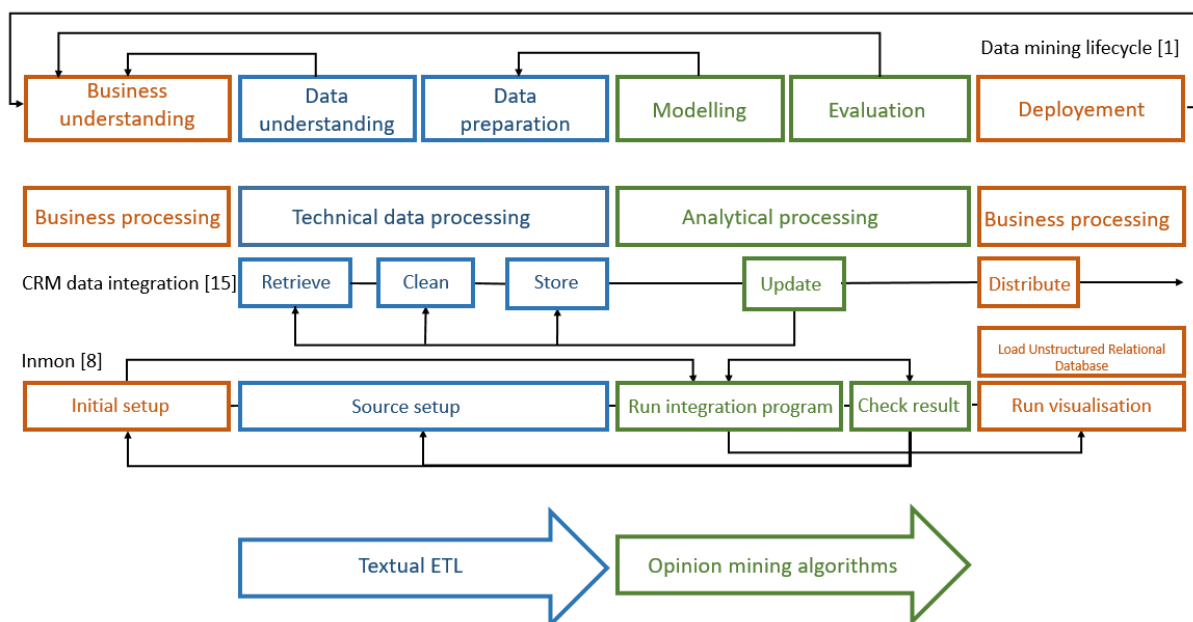 Data mining lifecycle [1]
Business
understanding
Data
understanding
Data
preparation
Modelling
Evaluation
Deployement
Business processing
Technical data processing
Analytical processing
Business processing
CRM data integration [15]
Retrieve
Clean
Store
Update
Distribute
Inmon [8]
Load Unstructured Relational
Database
Initial setup
Source setup
Run integration program
Check result
Run visualisation
Textual ETL
Opinion mining algorithms